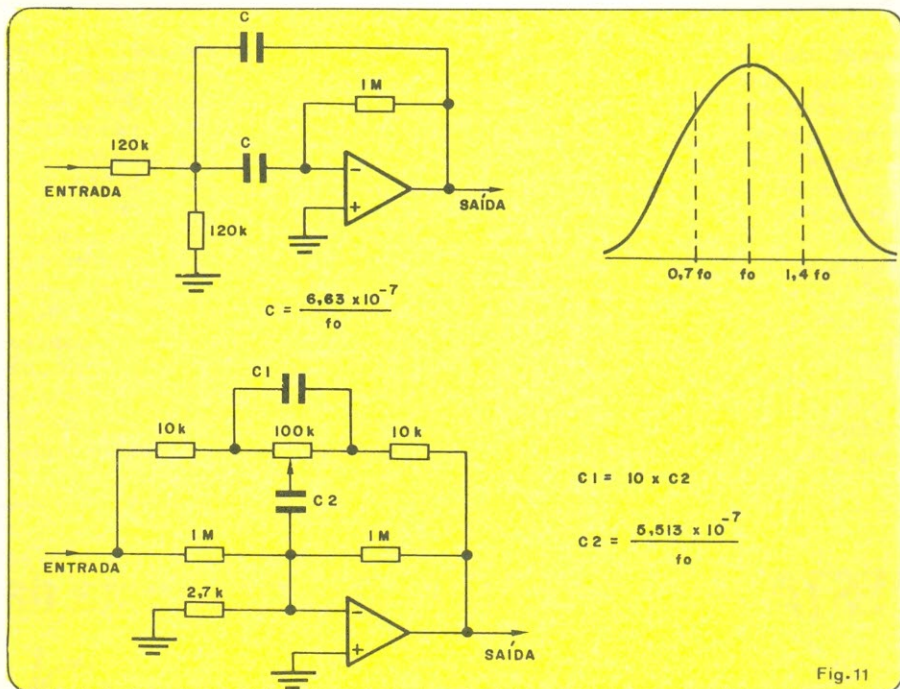 C
1M
120k
C
ENTRADA
120k
SAÍDA
0,7 fo fo 1,4 fo
C = 6,63 x 10-7
fo
C1
10k 100k 10k
C2
1M 1M
ENTRADA
2,7k
SAÍDA
C1 = 10 x C2
C2 = 5,513 x 10-7
fo
Fig.11